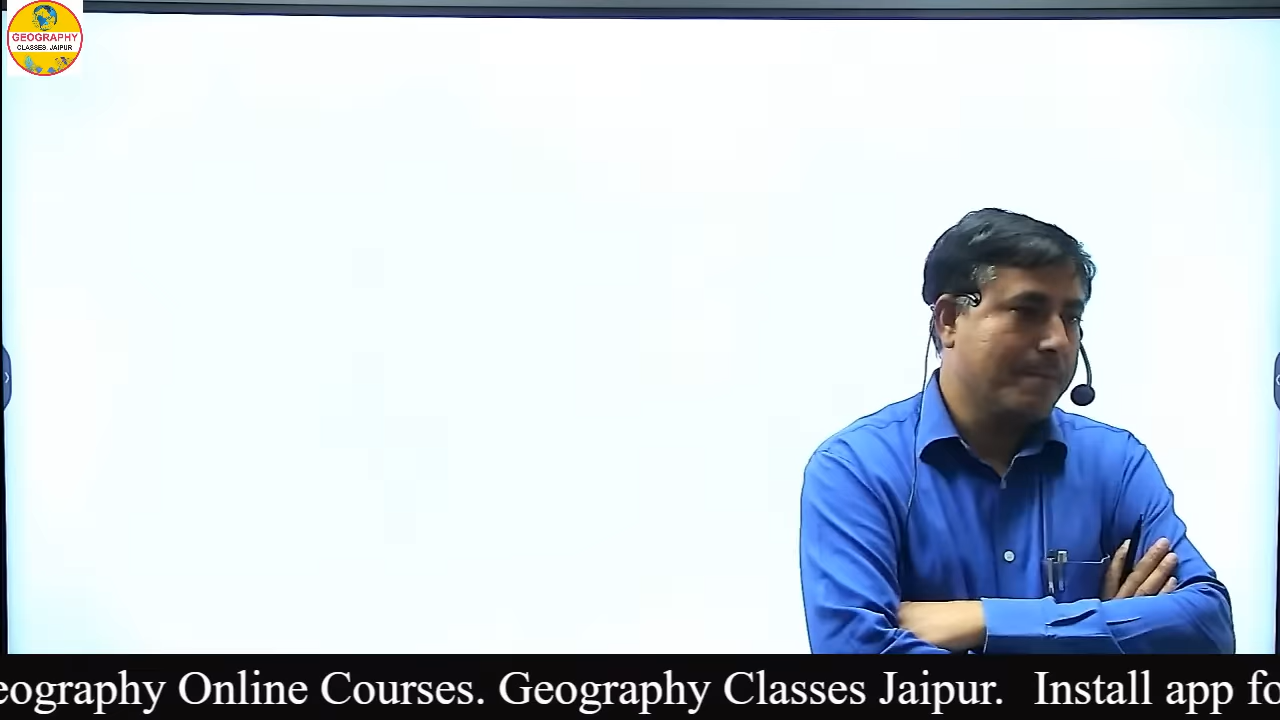 GEOGRAPHY
CLASSES, JAIPUR
eography Online Courses. Geography Classes Jaipur. Install app fo